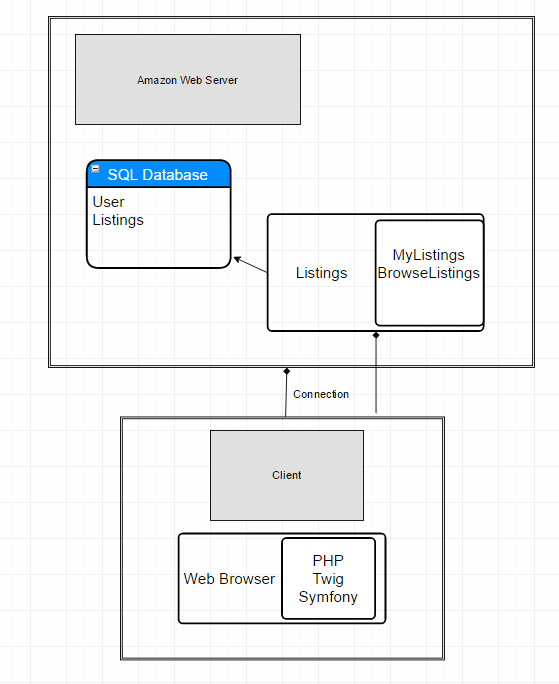 Amazon Web Server
SQL Database
User
Listings
Listings
MyListings
BrowseListings
Connection
Client
Web Browser
PHP
Twig
Symfony